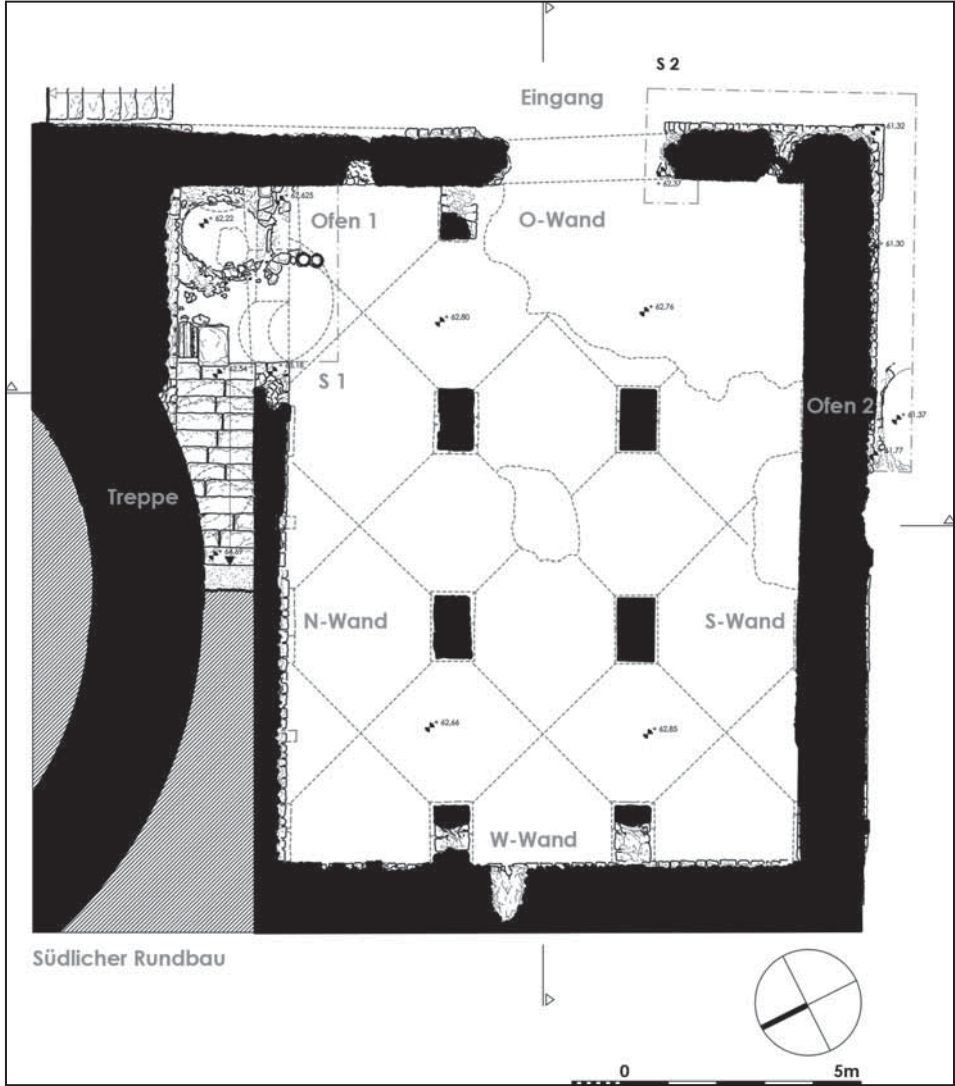 S 2
Eingang
61.32
62.37
62.625
Ofen 1
O-Wand
62.22
61.30
62.76
62.80
62.54
S 1
Ofen 2
61.37
61.77
Treppe
N-Wand
S-Wand
62.66
62.85
W-Wand
Südlicher Rundbau
0 5m